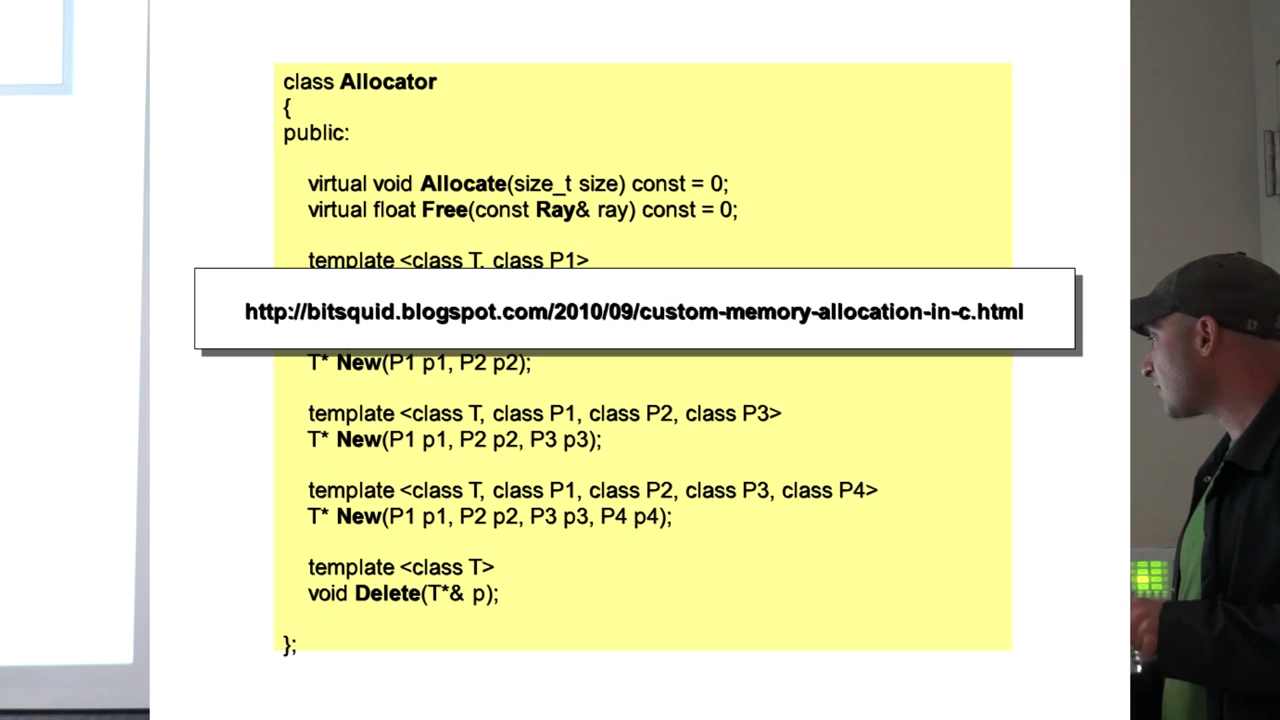 class Allocator
{
public:
virtual void Allocate(size_t size) const = 0;
virtual float Free(const Ray& ray) const = 0;
template <class T, class P1>
http://bitsquid.blogspot.com/2010/09/custom-memory-allocation-in-c.html
T* New(P1 p1, P2 p2);
template <class T, class P1, class P2, class P3>
T* New(P1 p1, P2 p2, P3 p3);
template <class T, class P1, class P2, class P3, class P4>
T* New(P1 p1, P2 p2, P3 p3, P4 p4);
template <class T>
void Delete(T*& p);
};